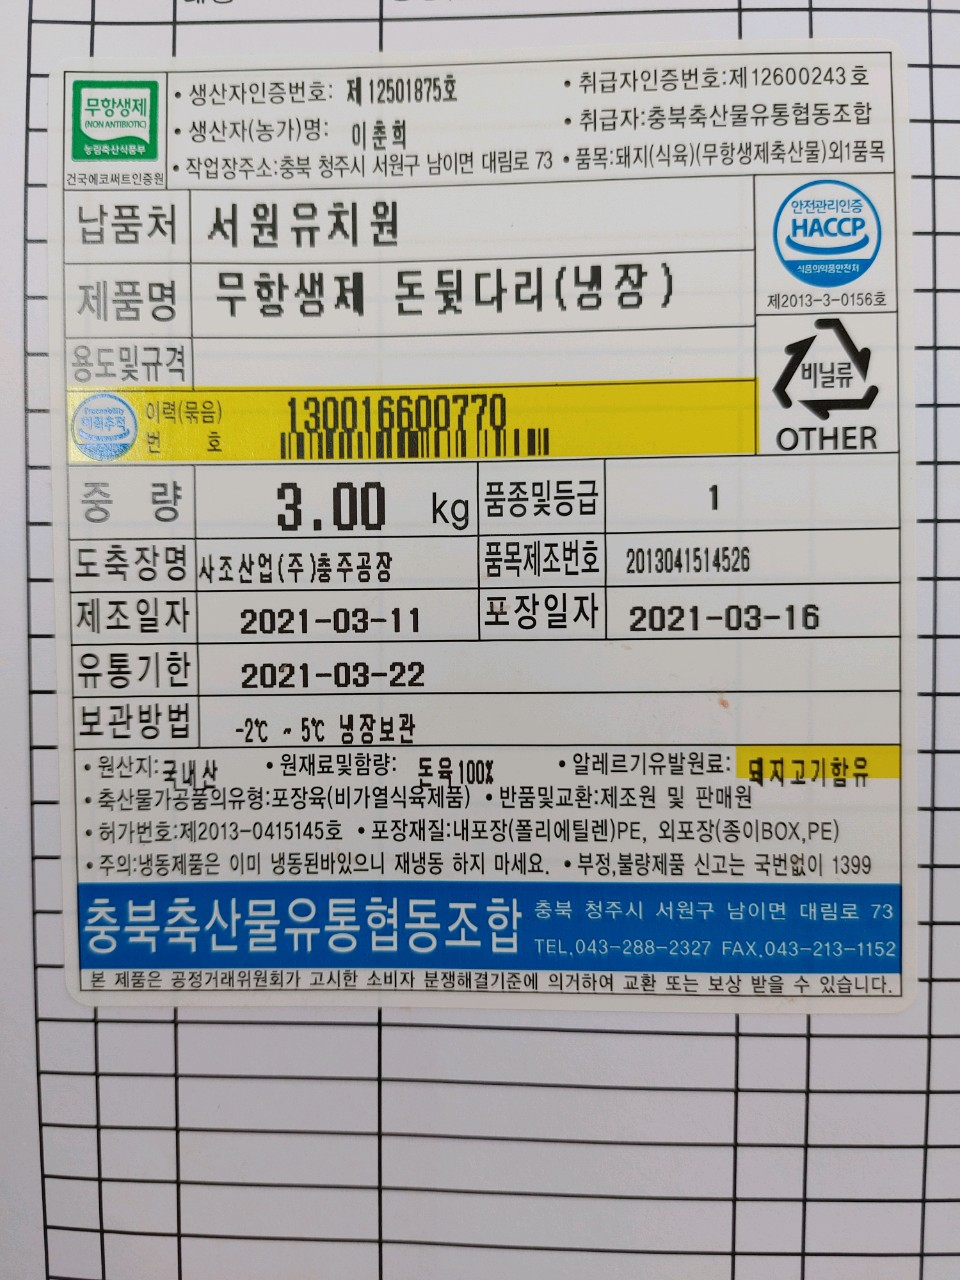 무항생제
(NON ANTIBIOTIC)
농림축산식품부
건국에코써트인증원
• 생산자인증번호: 제12501875호
• 취급자인증번호:제12600243호
• 생산자(농가)명: 이춘희
• 취급자:충북축산물유통협동조합
• 작업장주소:충북 청주시 서원구 남이면 대림로 73 • 품목:돼지(식육)(무항생제축산물)외1품목
납품처 서원유치원
안전관리인증
HACCP
식품의약품안전처
제2013-3-0156호
제품명 무항생제 돈뒷다리(냉장)
용도및규격
비닐류
OTHER
Traceability
이력(묶음)
번 호
130016600770
중 량 3.00 kg 품종및등급 1
도축장명 사조산업(주)충주공장 품목제조번호 2013041514526
제조일자 2021-03-11 포장일자 2021-03-16
유통기한 2021-03-22
보관방법 -2℃ ~ 5℃ 냉장보관
• 원산지:국내산 • 원재료및함량: 돈육100% • 알레르기유발원료: 돼지고기함유
• 축산물가공품의유형:포장육(비가열식육제품) • 반품및교환:제조원 및 판매원
• 허가번호:제2013-0415145호 • 포장재질:내포장(폴리에틸렌)PE, 외포장(종이BOX,PE)
• 주의:냉동제품은 이미 냉동된바있으니 재냉동 하지 마세요. • 부정,불량제품 신고는 국번없이 1399
충북축산물유통협동조합
충북 청주시 서원구 남이면 대림로 73
TEL.043-288-2327 FAX.043-213-1152
본 제품은 공정거래위원회가 고시한 소비자 분쟁해결기준에 의거하여 교환 또는 보상 받을 수 있습니다.